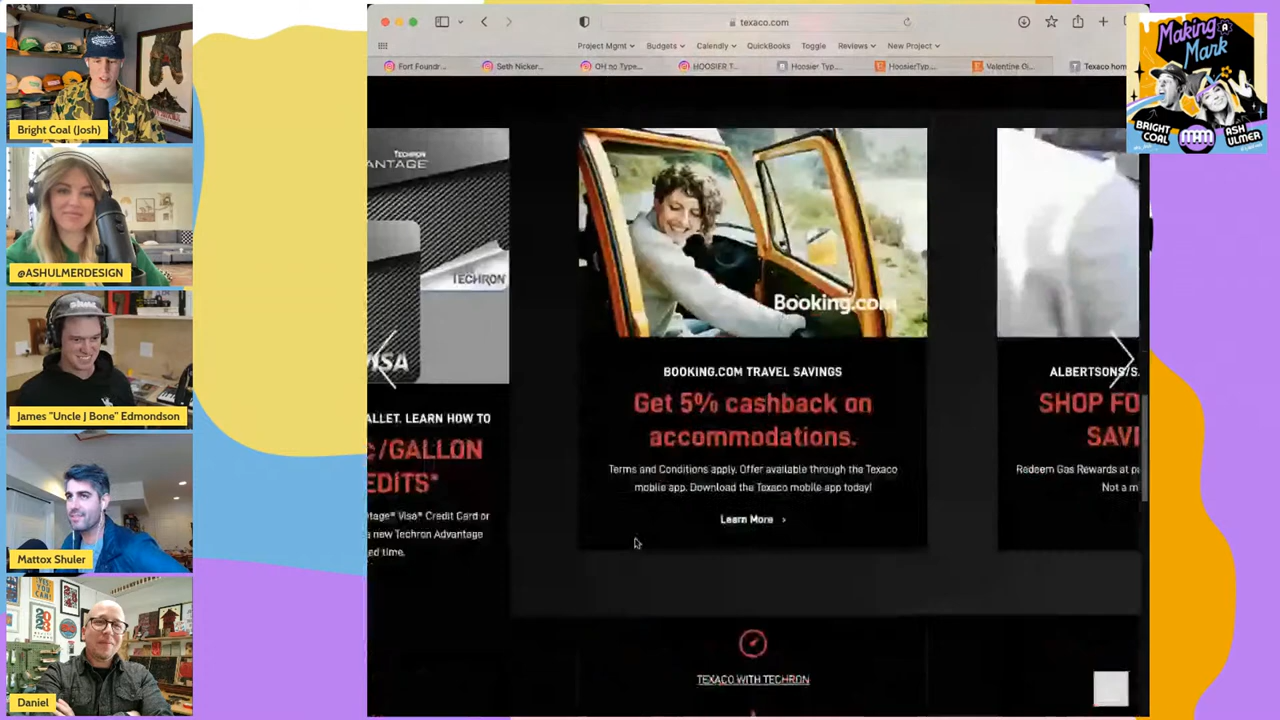 Bright Coal (Josh)
@ASHULMERDESIGN
James "Uncle J Bone" Edmondson
Mattox Shuler
Daniel
texaco.com
Project Mgmt
Budgets
Calendly
QuickBooks
Toggle
Reviews
New Project
Fort Foundr...
Seth Nicker...
OH no Type...
HOOSIER T...
Hoosier Typ...
HoosierTyp...
Valentine Gi...
Texaco hom
Making A Mark
BRIGHT COAL
MAM
ASH ULMER
TECHRON
ANTAGE
TECHRON
VISA
ALLET. LEARN HOW TO
¢/GALLON
EDITS*
tage® Visa® Credit Card or
a new Techron Advantage
ed time.
Booking.com
BOOKING.COM TRAVEL SAVINGS
Get 5% cashback on
accommodations.
Terms and Conditions apply. Offer available through the Texaco
mobile app. Download the Texaco mobile app today!
Learn More
ALBERTSONS/S
SHOP FO
SAVI
Redeem Gas Rewards at p
Not a m
TEXACO WITH TECHRON